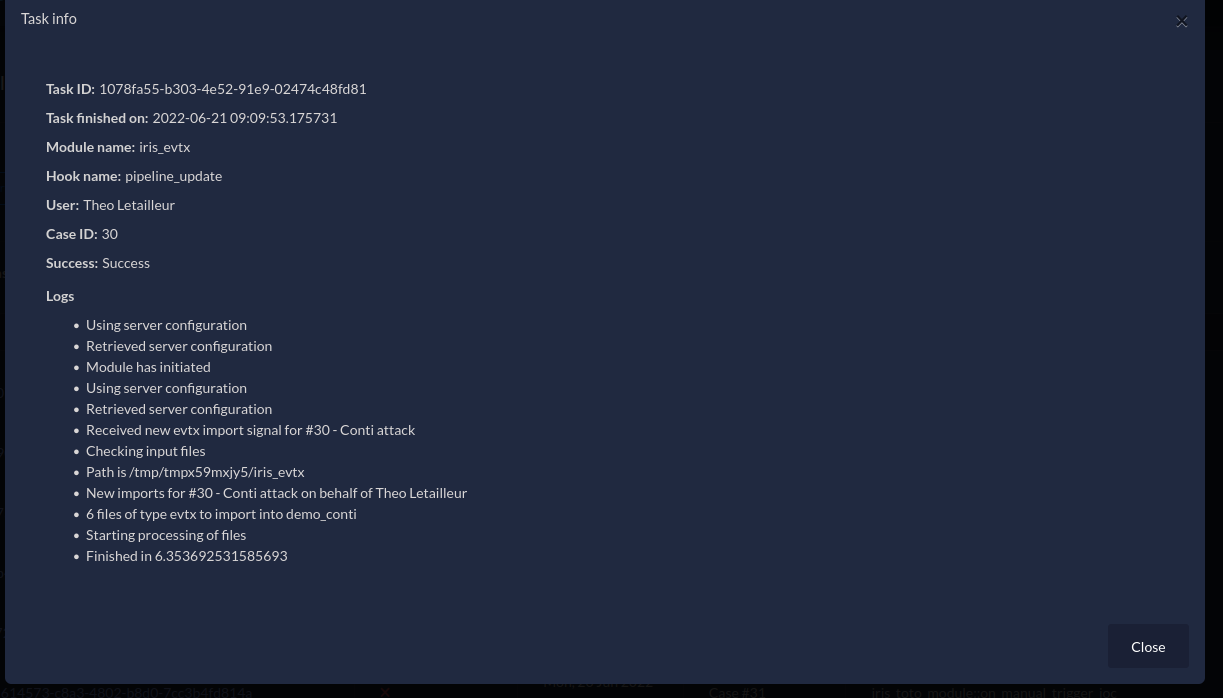 Task info
×
Task ID: 1078fa55-b303-4e52-91e9-02474c48fd81
Task finished on: 2022-06-21 09:09:53.175731
Module name: iris_evtx
Hook name: pipeline_update
User: Theo Letailleur
Case ID: 30
Success: Success
Logs
• Using server configuration
• Retrieved server configuration
• Module has initiated
• Using server configuration
• Retrieved server configuration
• Received new evtx import signal for #30 - Conti attack
• Checking input files
• Path is /tmp/tmpx59mxjy5/iris_evtx
• New imports for #30 - Conti attack on behalf of Theo Letailleur
• 6 files of type evtx to import into demo_conti
• Starting processing of files
• Finished in 6.353692531585693
Close
Case #31 iris_toto_module::on_manual_trigger_ioc